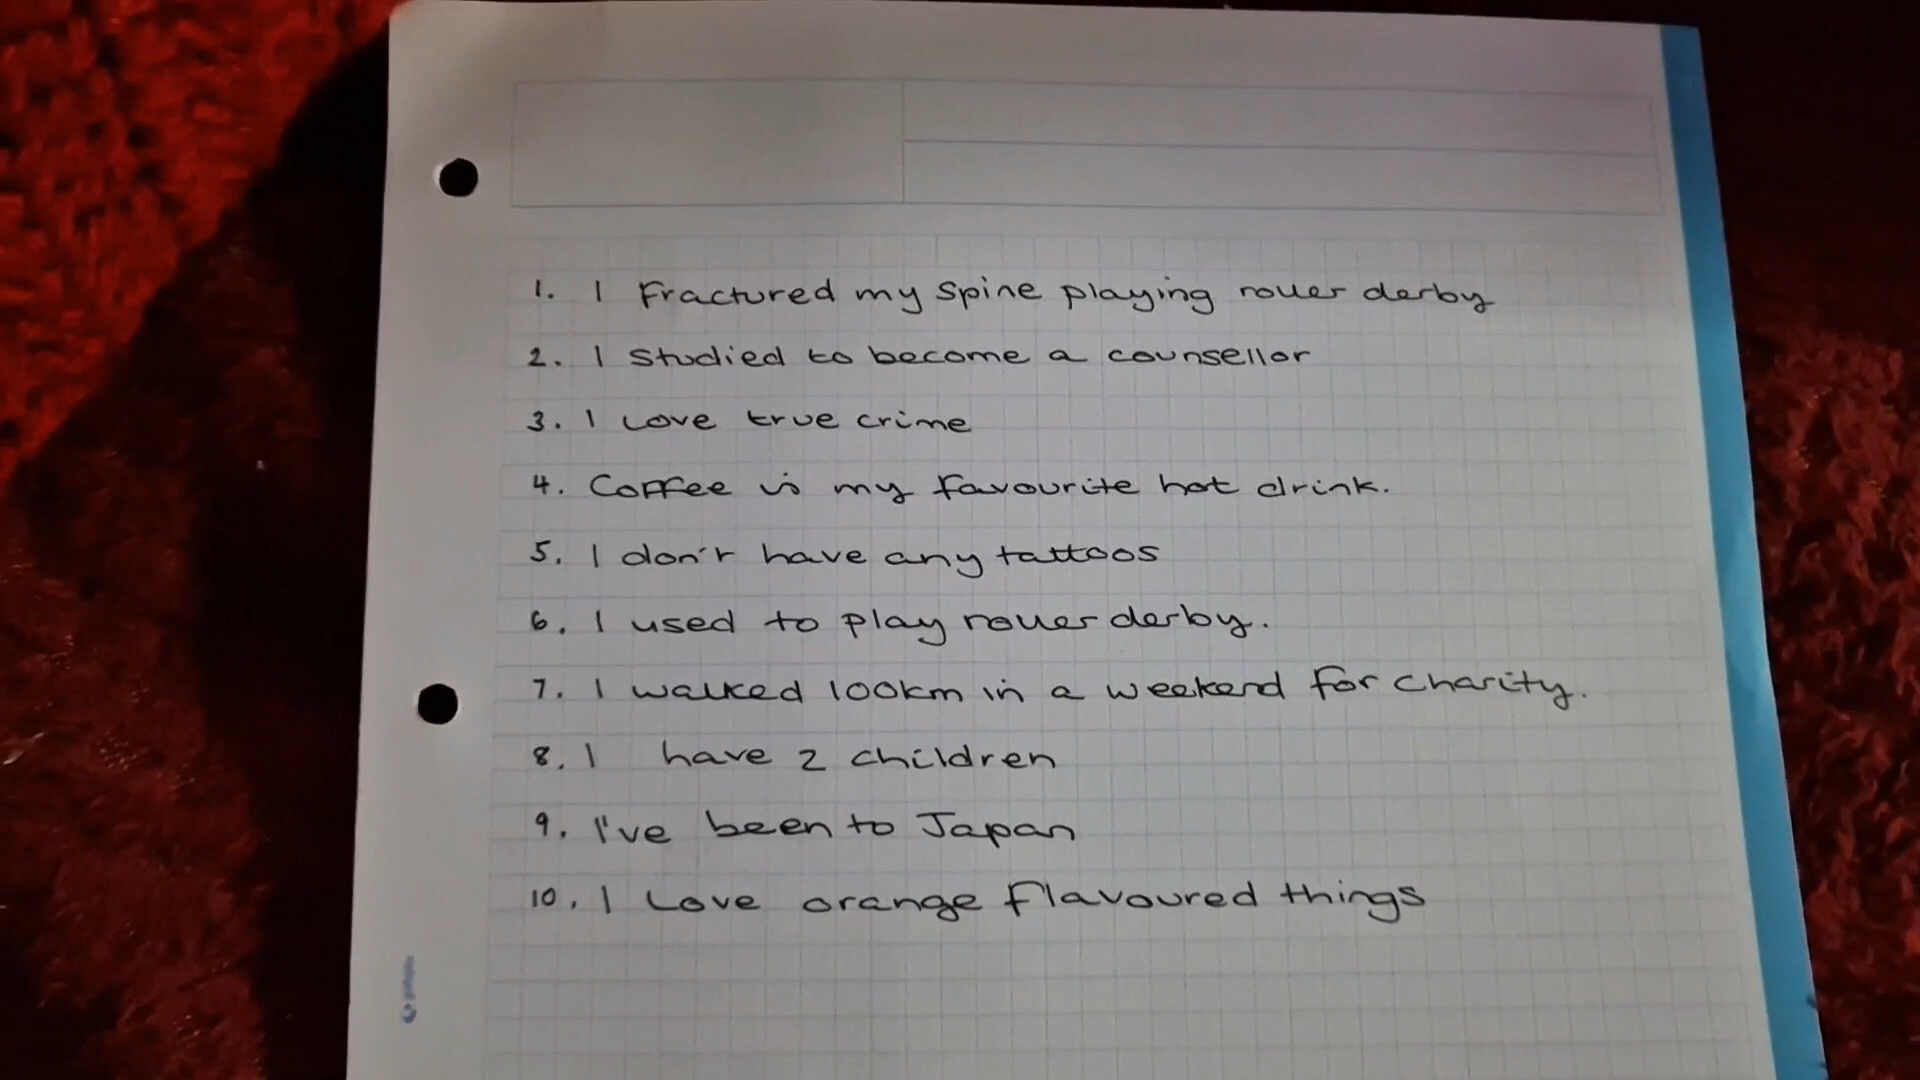 1. I Fractured my spine playing roller derby
2. I studied to become a counsellor
3. I Love true crime
4. Coffee is my favourite hot drink.
5. I don't have any tattoos
6. I used to play roller derby.
7. I walked 100km in a weekend for charity.
8. I have 2 children
9. I've been to Japan
10. I Love orange flavoured things